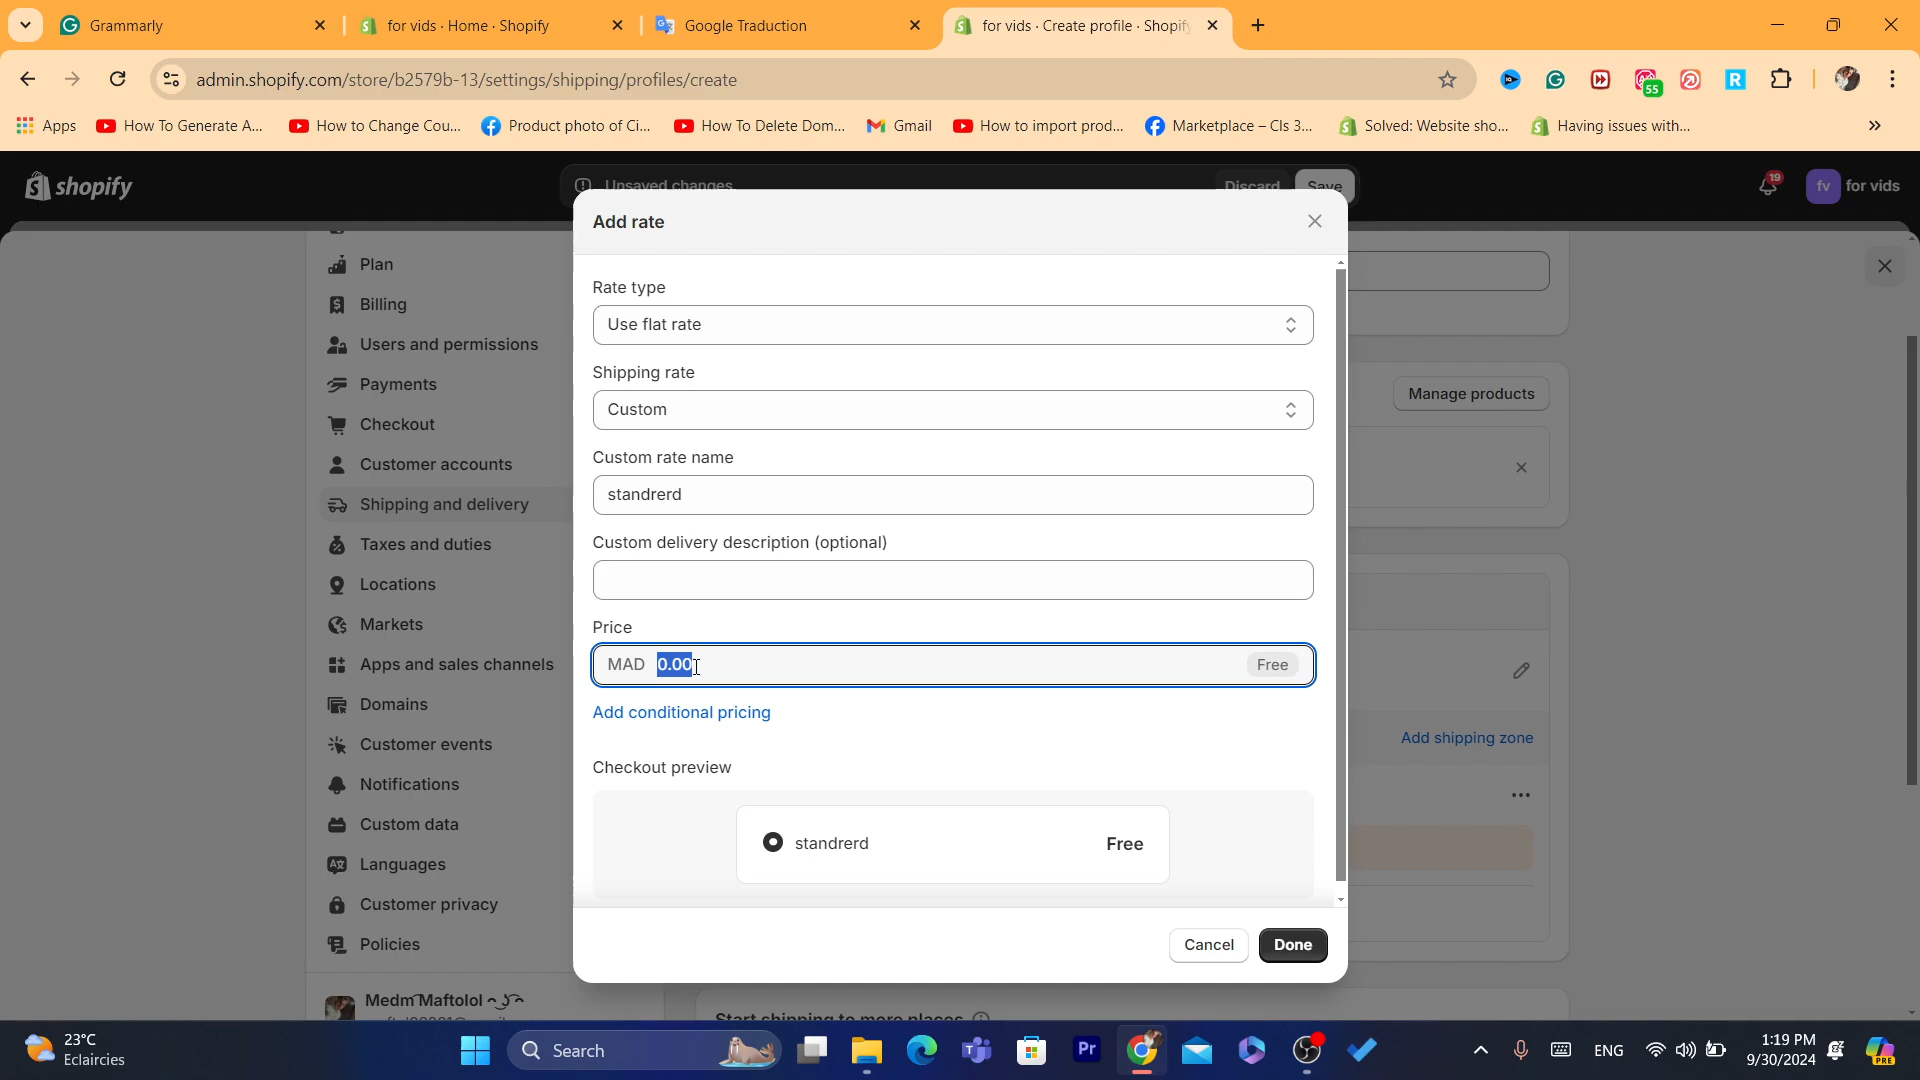 Grammarly
for vids · Home · Shopify
Google Traduction
for vids · Create profile · Shopify
admin.shopify.com/store/b2579b-13/settings/shipping/profiles/create
55
Apps
How To Generate A...
How to Change Cou...
Product photo of Ci...
How To Delete Dom...
Gmail
How to import prod...
Marketplace – Cls 3...
Solved: Website sho...
Having issues with...
shopify
Unsaved changes
Discard
Save
19
fv
for vids
Plan
Billing
Users and permissions
Payments
Checkout
Customer accounts
Shipping and delivery
Taxes and duties
Locations
Markets
Apps and sales channels
Domains
Customer events
Notifications
Custom data
Languages
Customer privacy
Policies
Medm Maftolol
Add rate
Rate type
Use flat rate
Shipping rate
Custom
Custom rate name
standrerd
Custom delivery description (optional)
Price
MAD 0.00
Free
Add conditional pricing
Checkout preview
standrerd
Free
Cancel
Done
Manage products
Add shipping zone
Start shipping to more places
23°C
Eclaircies
Search
Pr
ENG
1:19 PM
9/30/2024
PRE